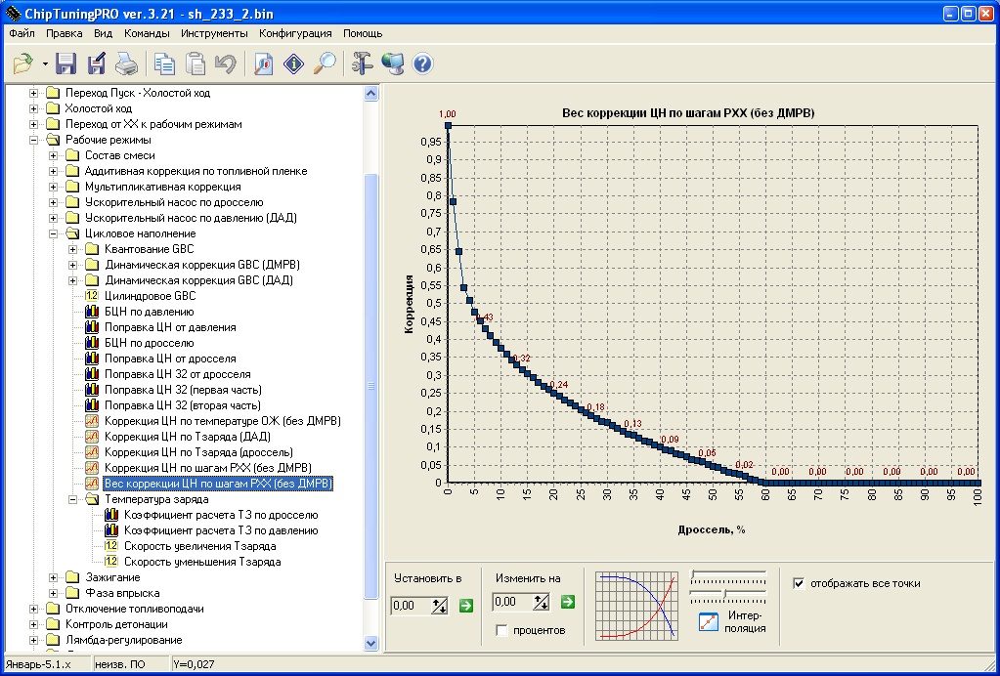 ChipTuningPRO ver.3.21 - sh_233_2.bin
Файл Правка Вид Команды Инструменты Конфигурация Помощь
Переход Пуск - Холостой ход
Холостой ход
Переход от ХХ к рабочим режимам
Рабочие режимы
Состав смеси
Аддитивная коррекция по топливной пленке
Мультипликативная коррекция
Ускорительный насос по дросселю
Ускорительный насос по давлению (ДАД)
Цикловое наполнение
Квантование GBC
Динамическая коррекция GBC (ДМРВ)
Динамическая коррекция GBC (ДАД)
1.2 Цилиндровое GBC
БЦН по давлению
Поправка ЦН от давления
БЦН по дросселю
Поправка ЦН от дросселя
Поправка ЦН 32 от дросселя
Поправка ЦН 32 (первая часть)
Поправка ЦН 32 (вторая часть)
Коррекция ЦН по температуре ОЖ (без ДМРВ)
Коррекция ЦН по Тзаряда (ДАД)
Коррекция ЦН по Тзаряда (дроссель)
Коррекция ЦН по шагам РХХ (без ДМРВ)
Вес коррекции ЦН по шагам РХХ (без ДМРВ)
Температура заряда
Коэффициент расчета ТЗ по дросселю
Коэффициент расчета ТЗ по давлению
1.2 Скорость увеличения Тзаряда
1.2 Скорость уменьшения Тзаряда
Зажигание
Фаза впрыска
Отключение топливоподачи
Контроль детонации
Лямбда-регулирование
Вес коррекции ЦН по шагам РХХ (без ДМРВ)
1,00
0,95
0,9
0,85
0,8
0,75
0,7
0,65
0,6
0,55
0,5
0,45
0,4
0,35
0,3
0,25
0,2
0,15
0,1
0,05
0
Коррекция
0,32
0,24
0,18
0,13
0,09
0,05
0,02
0,00 0,00 0,00 0,00 0,00
0 5 10 15 20 25 30 35 40 45 50 55 60 65 70 75 80 85 90 95 100
Дроссель, %
Установить в
0,00
Изменить на
0,00
процентов
Интер-
поляция
отображать все точки
Январь-5.1.x неизв. ПО Y=0,027